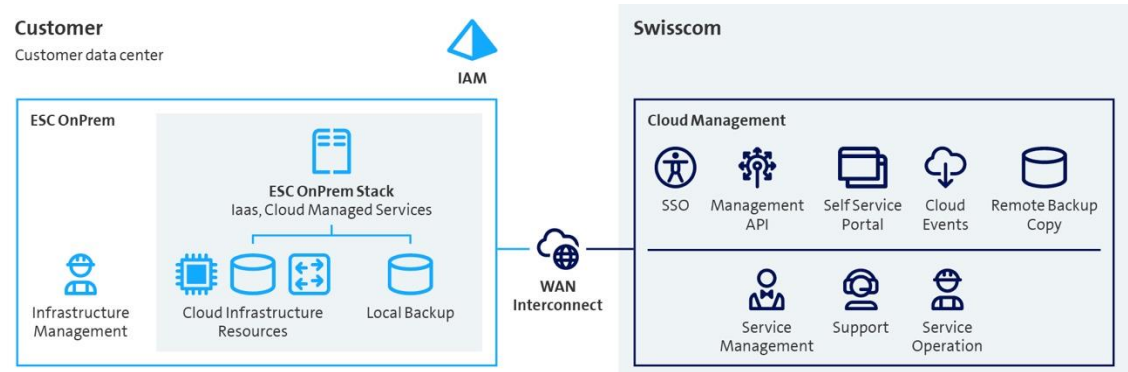 Customer
Customer data center
IAM
ESC OnPrem
ESC OnPrem Stack
Iaas, Cloud Managed Services
Infrastructure
Management
Cloud Infrastructure
Resources
Local Backup
WAN
Interconnect
Swisscom
Cloud Management
SSO
Management
API
Self Service
Portal
Cloud
Events
Remote Backup
Copy
Service
Management
Support
Service
Operation